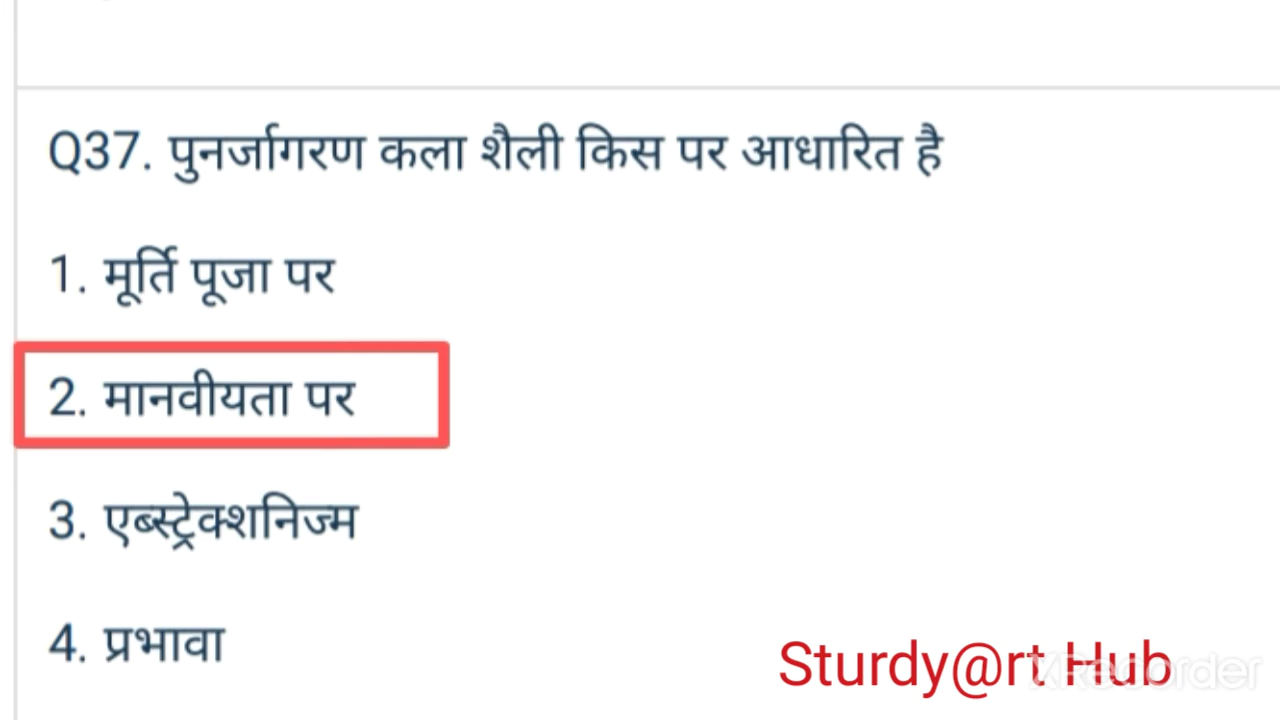 Q37. पुनर्जागरण कला शैली किस पर आधारित है
1. मूर्ति पूजा पर
2. मानवीयता पर
3. एब्स्ट्रेक्शनिज्म
4. प्रभावा
Sturdy@rt Hub
XRecorder